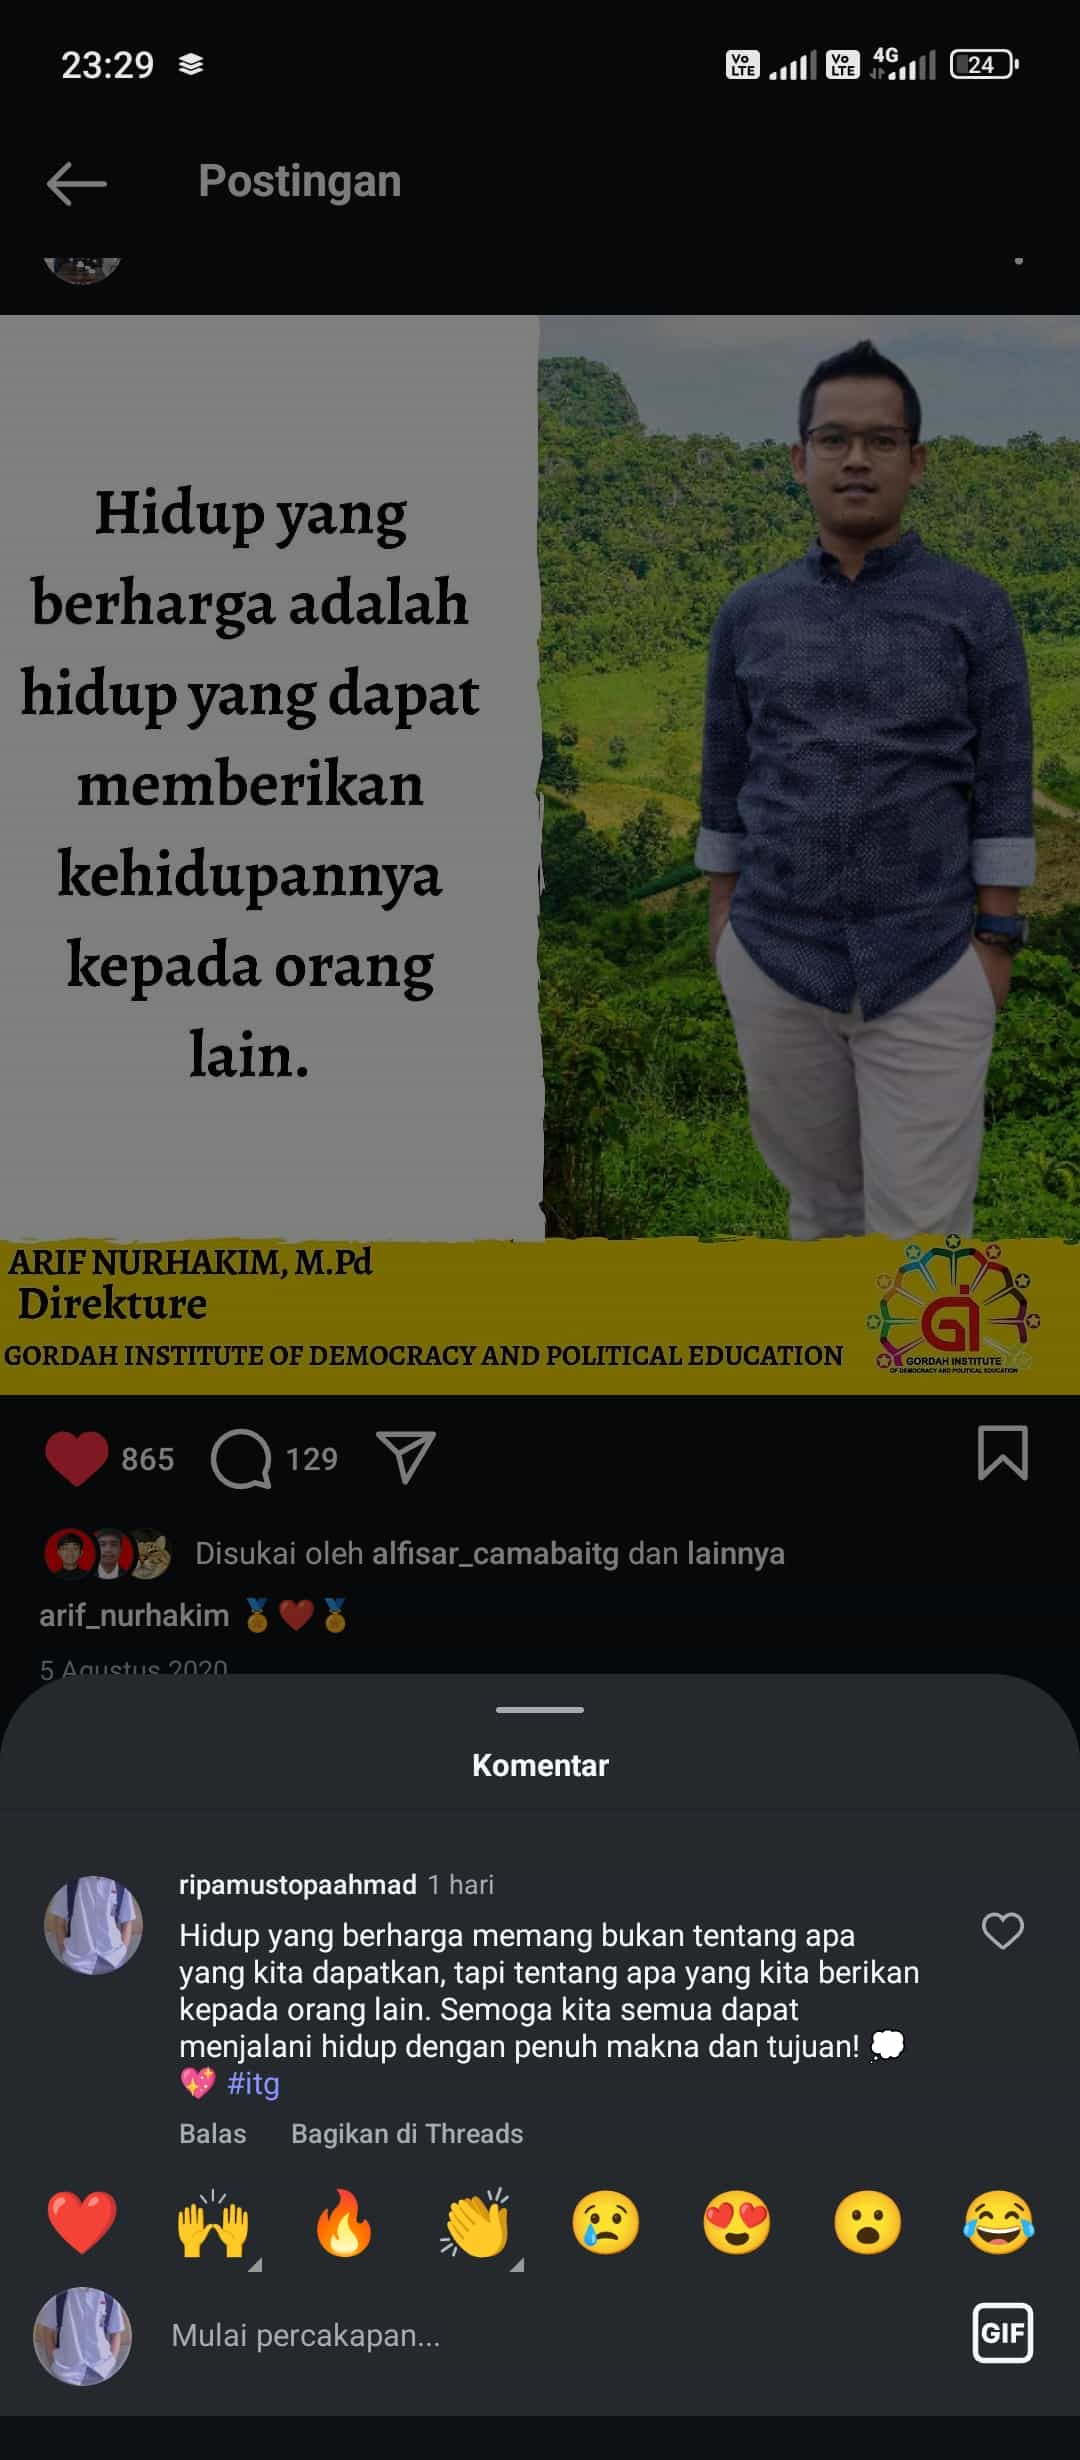 23:29
Vo LTE
Vo LTE
4G
24
Postingan
Hidup yang
berharga adalah
hidup yang dapat
memberikan
kehidupannya
kepada orang
lain.
ARIF NURHAKIM, M.Pd
Direkture
GORDAH INSTITUTE OF DEMOCRACY AND POLITICAL EDUCATION
GI
GORDAH INSTITUTE
OF DEMOCRACY AND POLITICAL EDUCATION
865
129
Disukai oleh alfisar_camabaitg dan lainnya
arif_nurhakim 🏅❤️🏅
5 Agustus 2020
Komentar
ripamustopaahmad 1 hari
Hidup yang berharga memang bukan tentang apa
yang kita dapatkan, tapi tentang apa yang kita berikan
kepada orang lain. Semoga kita semua dapat
menjalani hidup dengan penuh makna dan tujuan! 💭
💖 #itg
Balas Bagikan di Threads
Mulai percakapan...
GIF